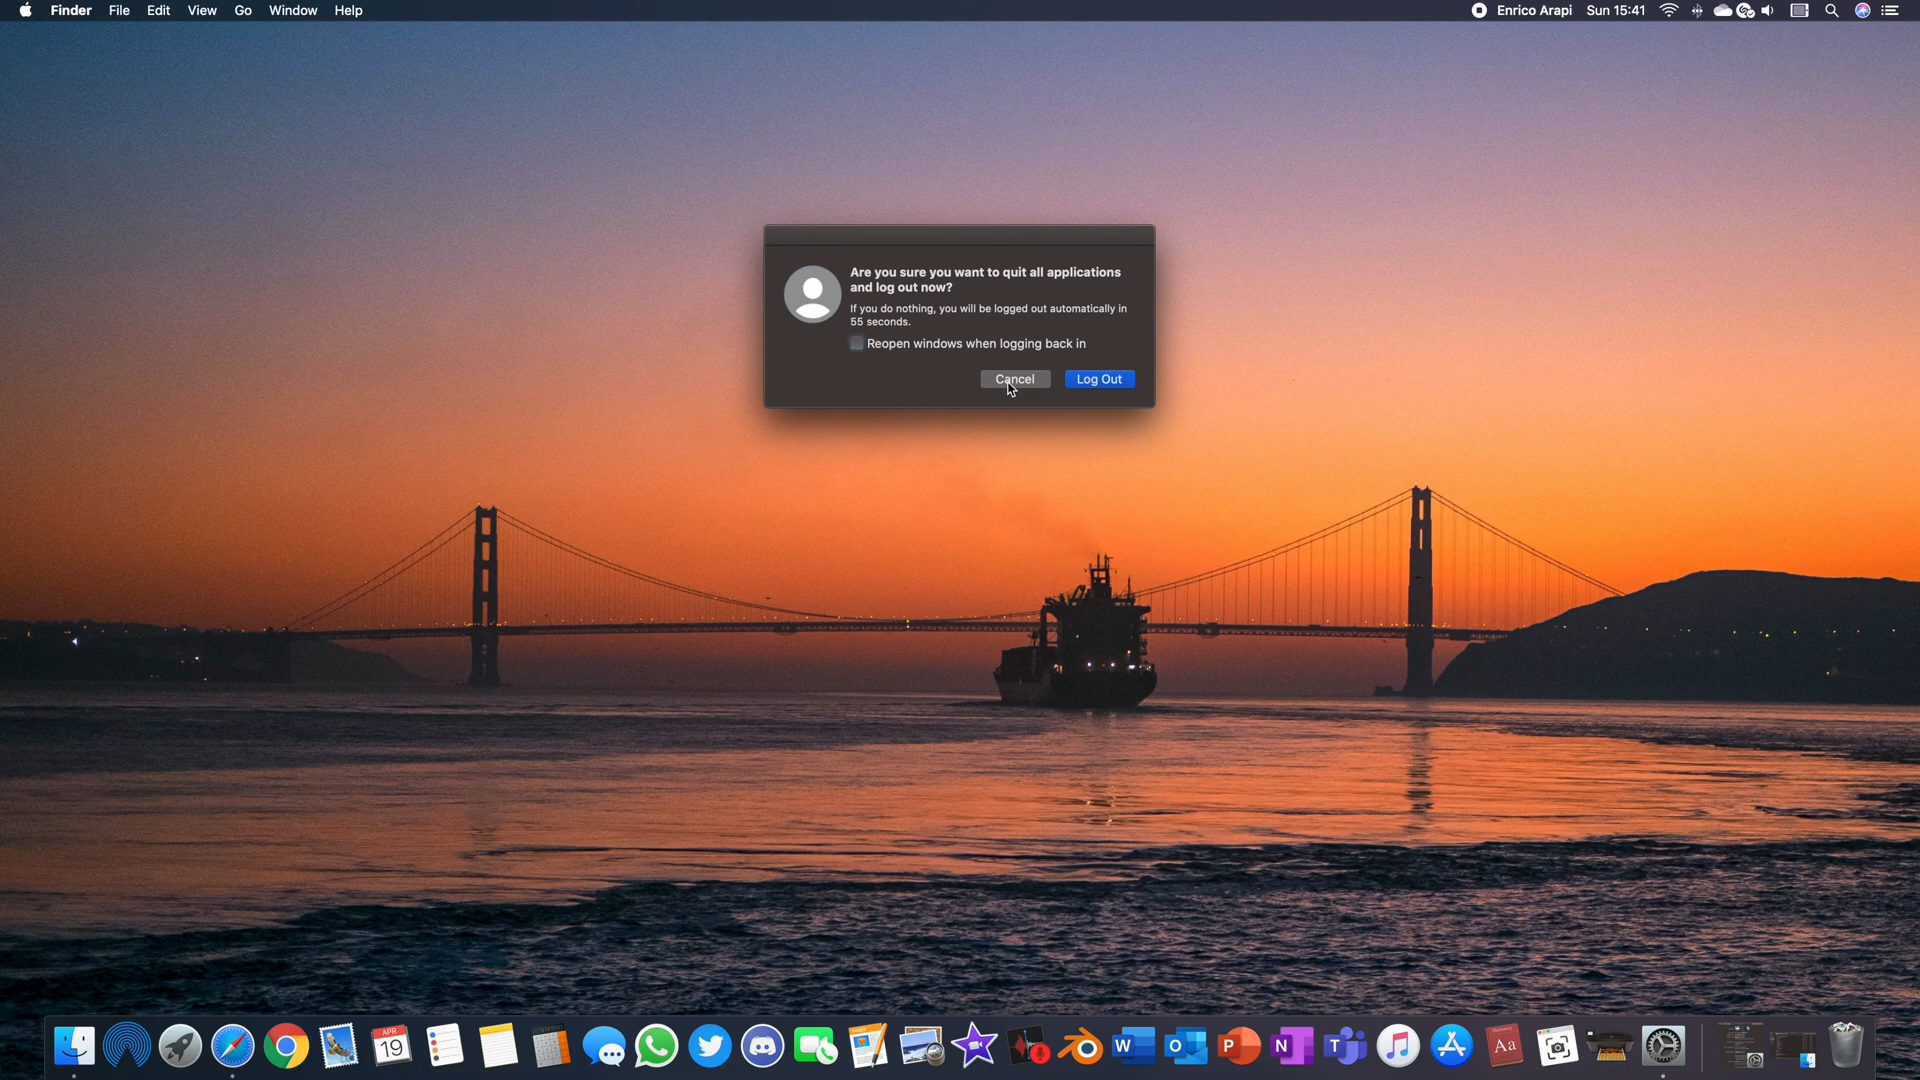 Finder File Edit View Go Window Help Enrico Arapi Sun 15:41
Are you sure you want to quit all applications
and log out now?
If you do nothing, you will be logged out automatically in
55 seconds.
Reopen windows when logging back in
Cancel Log Out
APR
19
W O P N T Aa